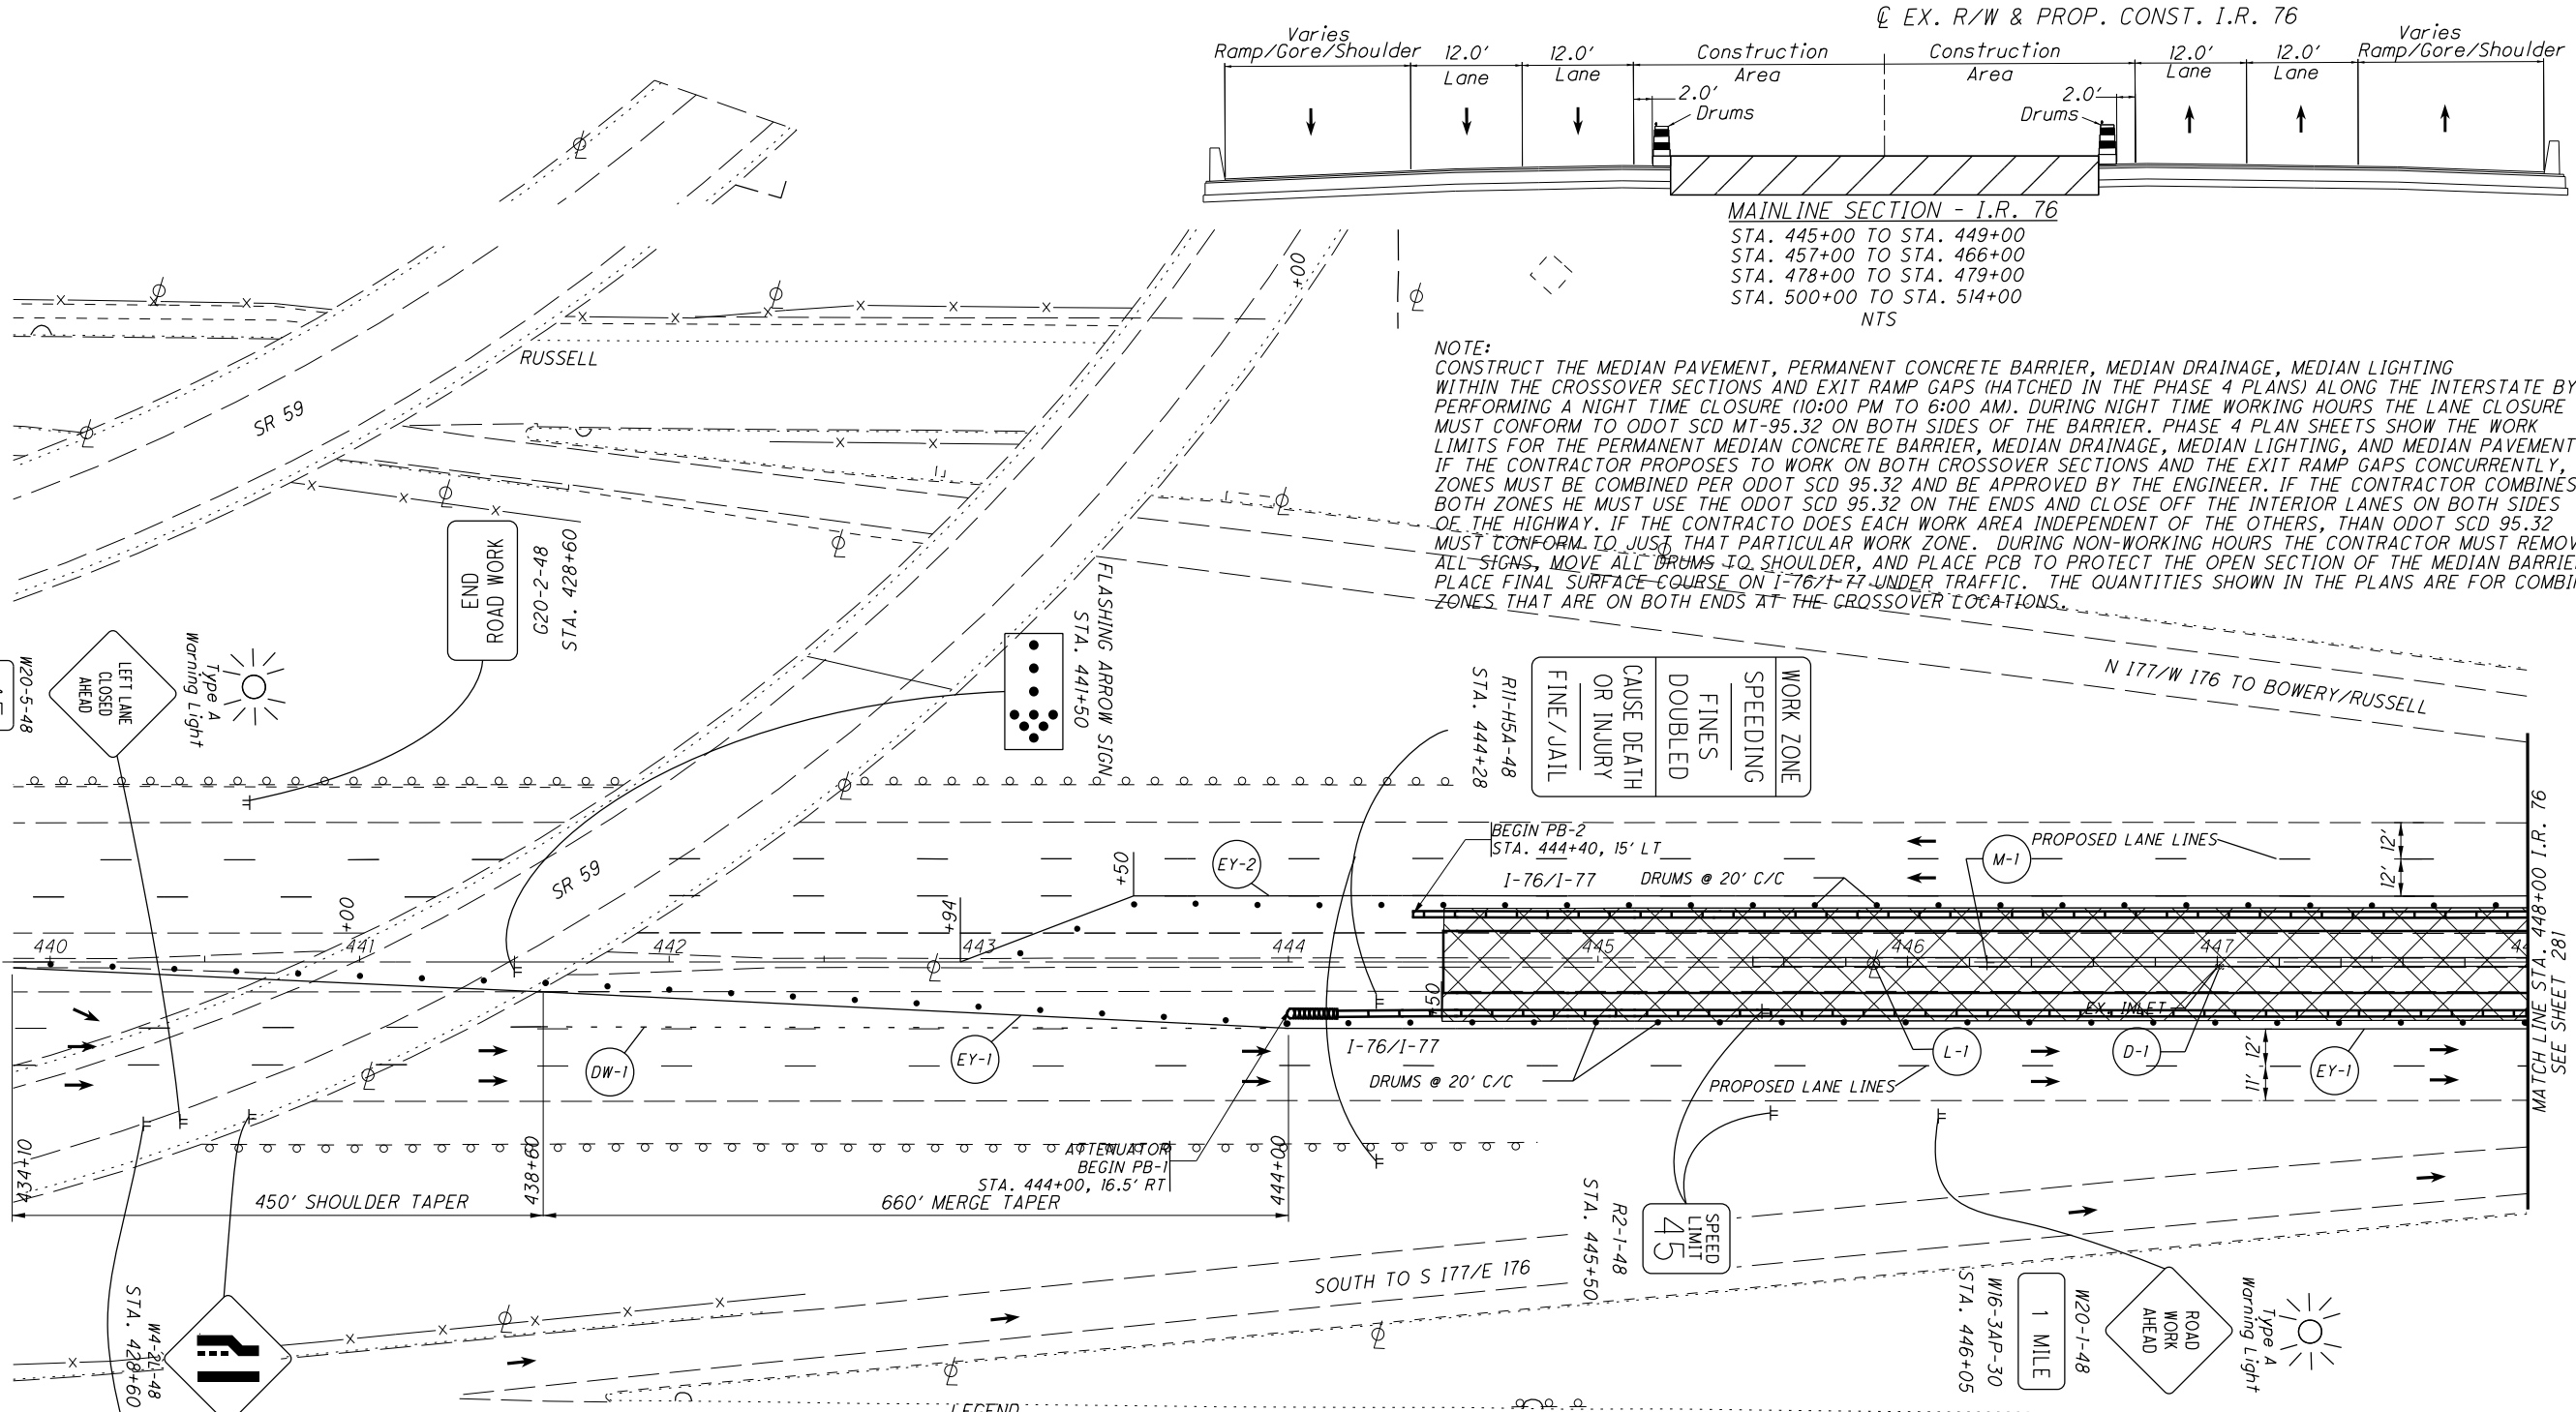 ℄ EX. R/W & PROP. CONST. I.R. 76
Varies
Ramp/Gore/Shoulder
12.0'
Lane
12.0'
Lane
Construction
Area
Construction
Area
12.0'
Lane
12.0'
Lane
Varies
Ramp/Gore/Shoulder
2.0'
Drums
2.0'
Drums
MAINLINE SECTION - I.R. 76
STA. 445+00 TO STA. 449+00
STA. 457+00 TO STA. 466+00
STA. 478+00 TO STA. 479+00
STA. 500+00 TO STA. 514+00
NTS
NOTE:
CONSTRUCT THE MEDIAN PAVEMENT, PERMANENT CONCRETE BARRIER, MEDIAN DRAINAGE, MEDIAN LIGHTING
WITHIN THE CROSSOVER SECTIONS AND EXIT RAMP GAPS (HATCHED IN THE PHASE 4 PLANS) ALONG THE INTERSTATE BY
PERFORMING A NIGHT TIME CLOSURE (10:00 PM TO 6:00 AM). DURING NIGHT TIME WORKING HOURS THE LANE CLOSURE
MUST CONFORM TO ODOT SCD MT-95.32 ON BOTH SIDES OF THE BARRIER. PHASE 4 PLAN SHEETS SHOW THE WORK
LIMITS FOR THE PERMANENT MEDIAN CONCRETE BARRIER, MEDIAN DRAINAGE, MEDIAN LIGHTING, AND MEDIAN PAVEMENT
IF THE CONTRACTOR PROPOSES TO WORK ON BOTH CROSSOVER SECTIONS AND THE EXIT RAMP GAPS CONCURRENTLY,
ZONES MUST BE COMBINED PER ODOT SCD 95.32 AND BE APPROVED BY THE ENGINEER. IF THE CONTRACTOR COMBINES
BOTH ZONES HE MUST USE THE ODOT SCD 95.32 ON THE ENDS AND CLOSE OFF THE INTERIOR LANES ON BOTH SIDES
OF THE HIGHWAY. IF THE CONTRACTO DOES EACH WORK AREA INDEPENDENT OF THE OTHERS, THAN ODOT SCD 95.32
MUST CONFORM TO JUST THAT PARTICULAR WORK ZONE. DURING NON-WORKING HOURS THE CONTRACTOR MUST REMOV
ALL SIGNS, MOVE ALL DRUMS TO SHOULDER, AND PLACE PCB TO PROTECT THE OPEN SECTION OF THE MEDIAN BARRIE
PLACE FINAL SURFACE COURSE ON I-76/I-77 UNDER TRAFFIC. THE QUANTITIES SHOWN IN THE PLANS ARE FOR COMBI
ZONES THAT ARE ON BOTH ENDS AT THE CROSSOVER LOCATIONS.
+00
RUSSELL
SR 59
END
ROAD WORK
G20-2-48
STA. 428+60
FLASHING ARROW SIGN
STA. 441+50
Type A
Warning Light
LEFT LANE
CLOSED
AHEAD
W20-5-48
WORK ZONE
SPEEDING
FINES
DOUBLED
CAUSE DEATH
OR INJURY
FINE/JAIL
R11-H5A-48
STA. 444+28
N I77/W I76 TO BOWERY/RUSSELL
BEGIN PB-2
STA. 444+40, 15' LT
I-76/I-77
DRUMS @ 20' C/C
M-1
PROPOSED LANE LINES
12'
12'
MATCH LINE STA. 448+00 I.R. 76
SEE SHEET 281
SR 59
+00
+94
+50
EY-2
440
441
442
443
444
445
446
447
44
+50
EX. INLET
DW-1
EY-1
I-76/I-77
DRUMS @ 20' C/C
PROPOSED LANE LINES
L-1
D-1
12'
11'
EY-1
434+10
450' SHOULDER TAPER
438+60
660' MERGE TAPER
444+00
ATTENUATOR
BEGIN PB-1
STA. 444+00, 16.5' RT
SPEED
LIMIT
45
R2-1-48
STA. 445+50
SOUTH TO S I77/E I76
W4-2L-48
STA. 428+60
Type A
Warning Light
ROAD
WORK
AHEAD
W20-1-48
1 MILE
W16-3AP-30
STA. 446+05
LEGEND